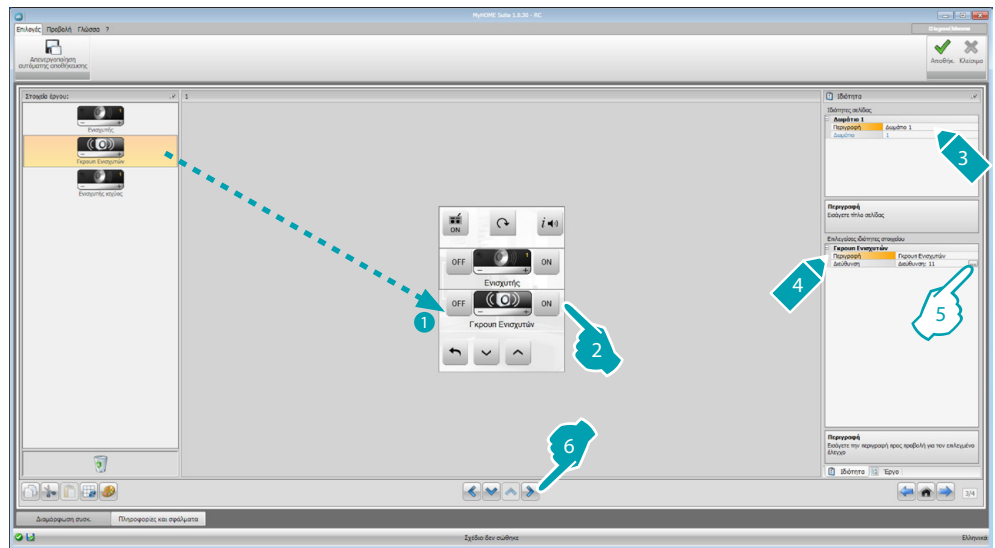 MyHOME Suite 1.0.20 - RC
Επιλογές Προβολή Γλώσσα ?
Απενεργοποίηση
αυτόματης αποθήκευσης
Αποθήκ. Κλείσιμο
Στοιχεία έργου:
1
Ενισχυτής
Γκρουπ Ενισχυτών
Ενισχυτής ισχύος
ON
i
OFF
ON
Ενισχυτής
OFF
ON
Γκρουπ Ενισχυτών
1
2
Ιδιότητα
Ιδιότητες σελίδας
Δωμάτιο 1
Περιγραφή Δωμάτιο 1
Δωμάτιο 1
3
Περιγραφή
Εισάγετε τίτλο σελίδας
Επιλεγείσες ιδιότητες στοιχείου
Γκρουπ Ενισχυτών
Περιγραφή Γκρουπ Ενισχυτών
Διεύθυνση Διεύθυνση: 11 ...
4
5
6
Περιγραφή
Εισάγετε την περιγραφή προς προβολή για τον επιλεγμένο
έλεγχο
Ιδιότητα Έργο
3/4
Διαμόρφωση συσκ. Πληροφορίες και σφάλματα
Σχέδιο δεν σώθηκε
Ελληνικα